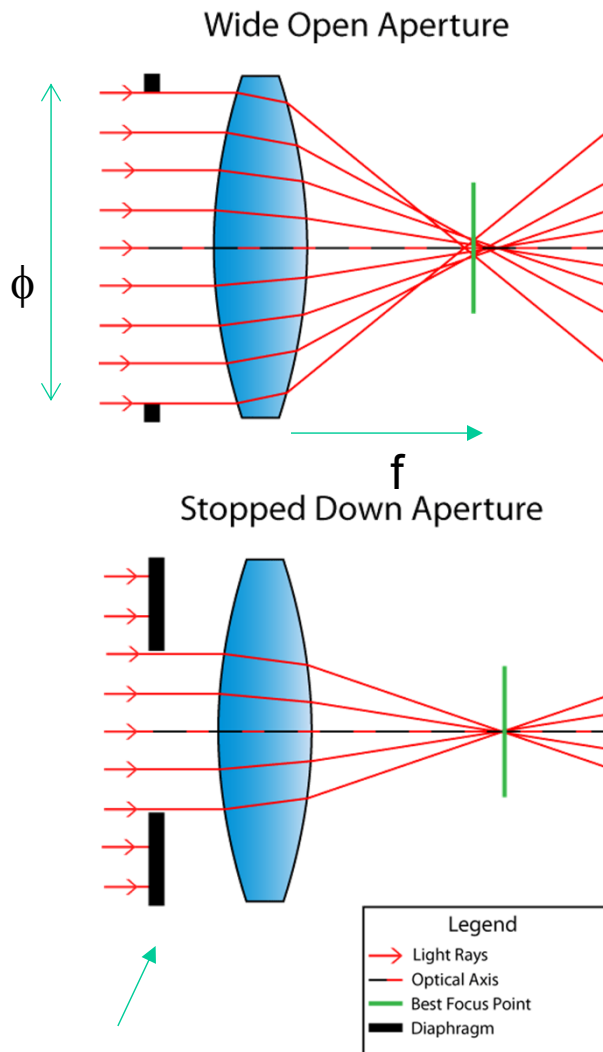 Wide Open Aperture
ϕ
f
Stopped Down Aperture
Legend
Light Rays
Optical Axis
Best Focus Point
Diaphragm